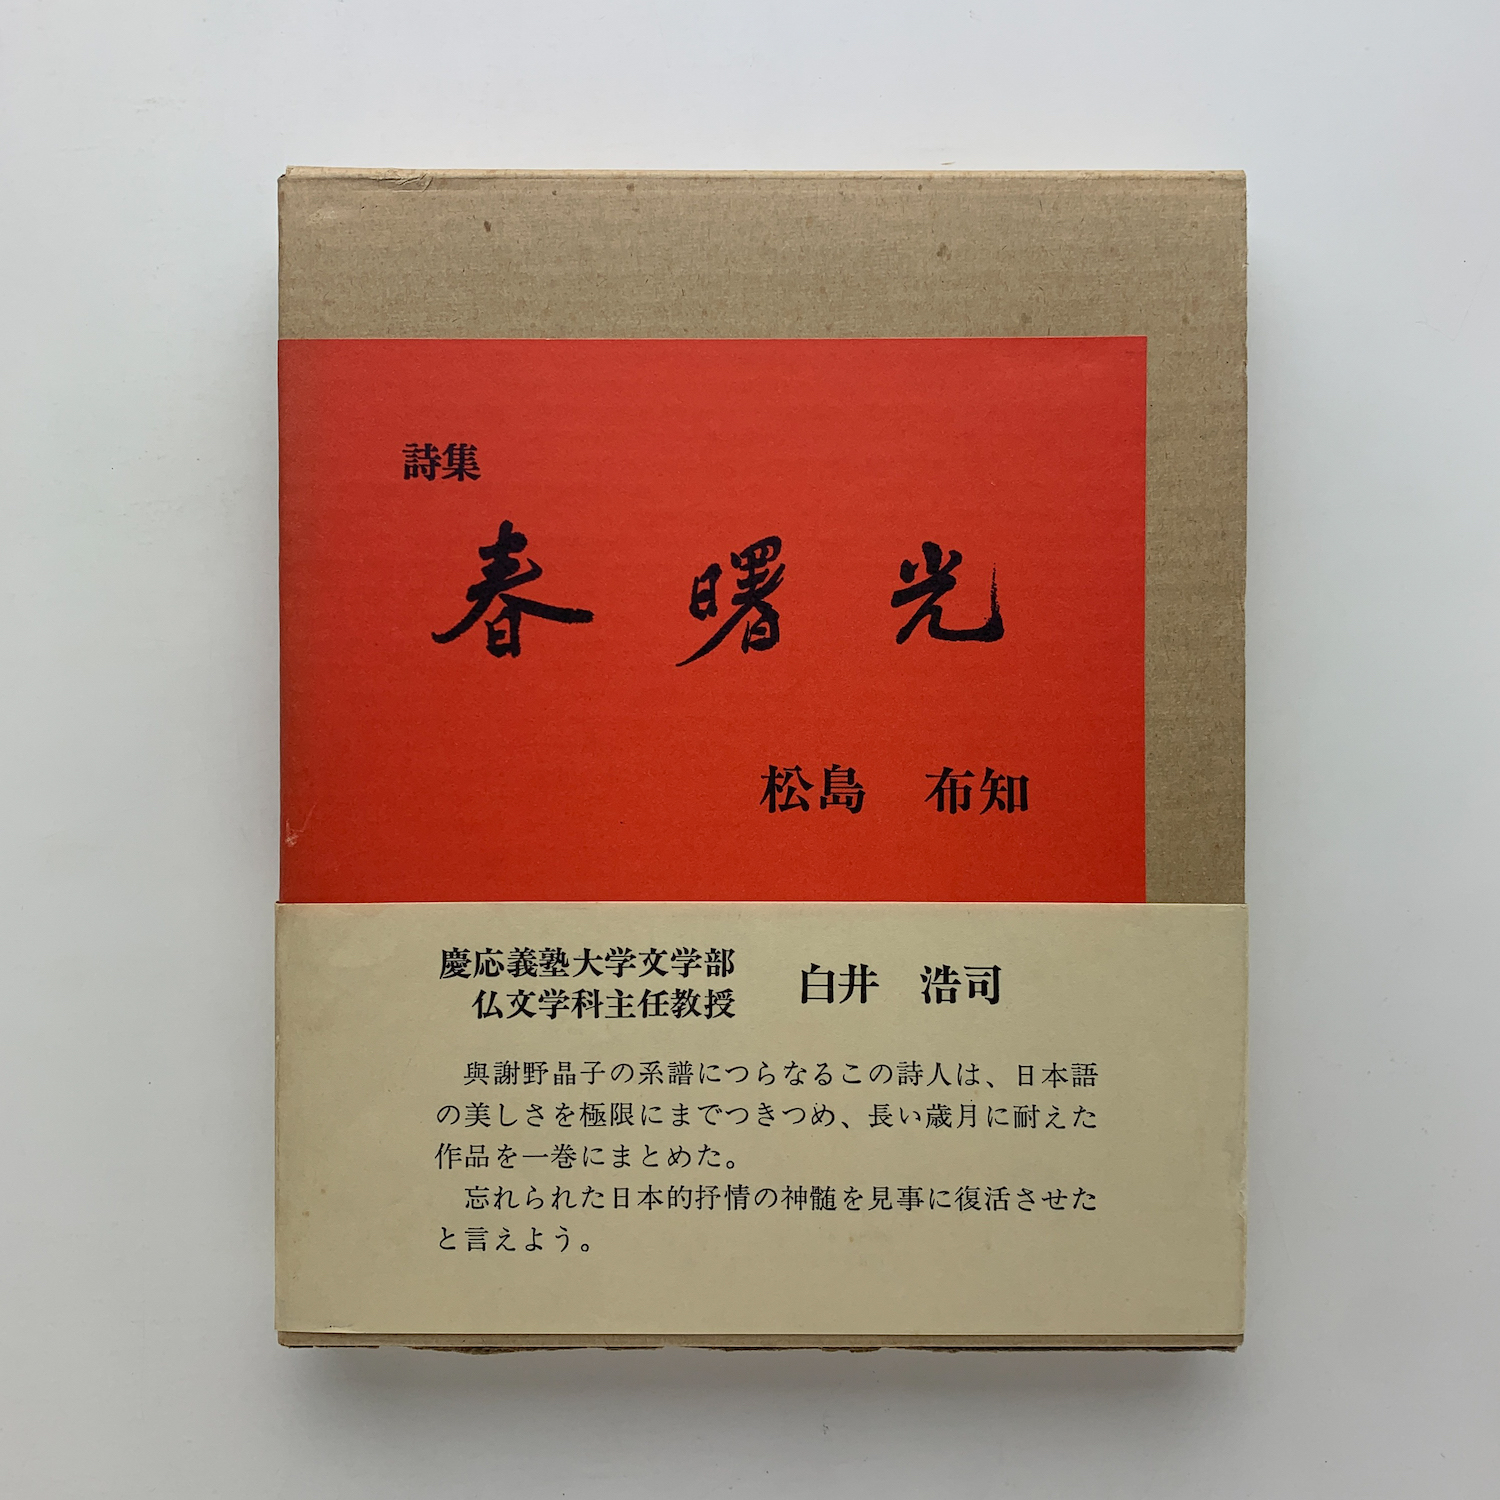 詩集
春曙光
松島 布知
慶応義塾大学文学部
仏文学科主任教授
白井 浩司
與謝野晶子の系譜につらなるこの詩人は、日本語
の美しさを極限にまでつきつめ、長い歳月に耐えた
作品を一巻にまとめた。
忘れられた日本的抒情の神髄を見事に復活させた
と言えよう。